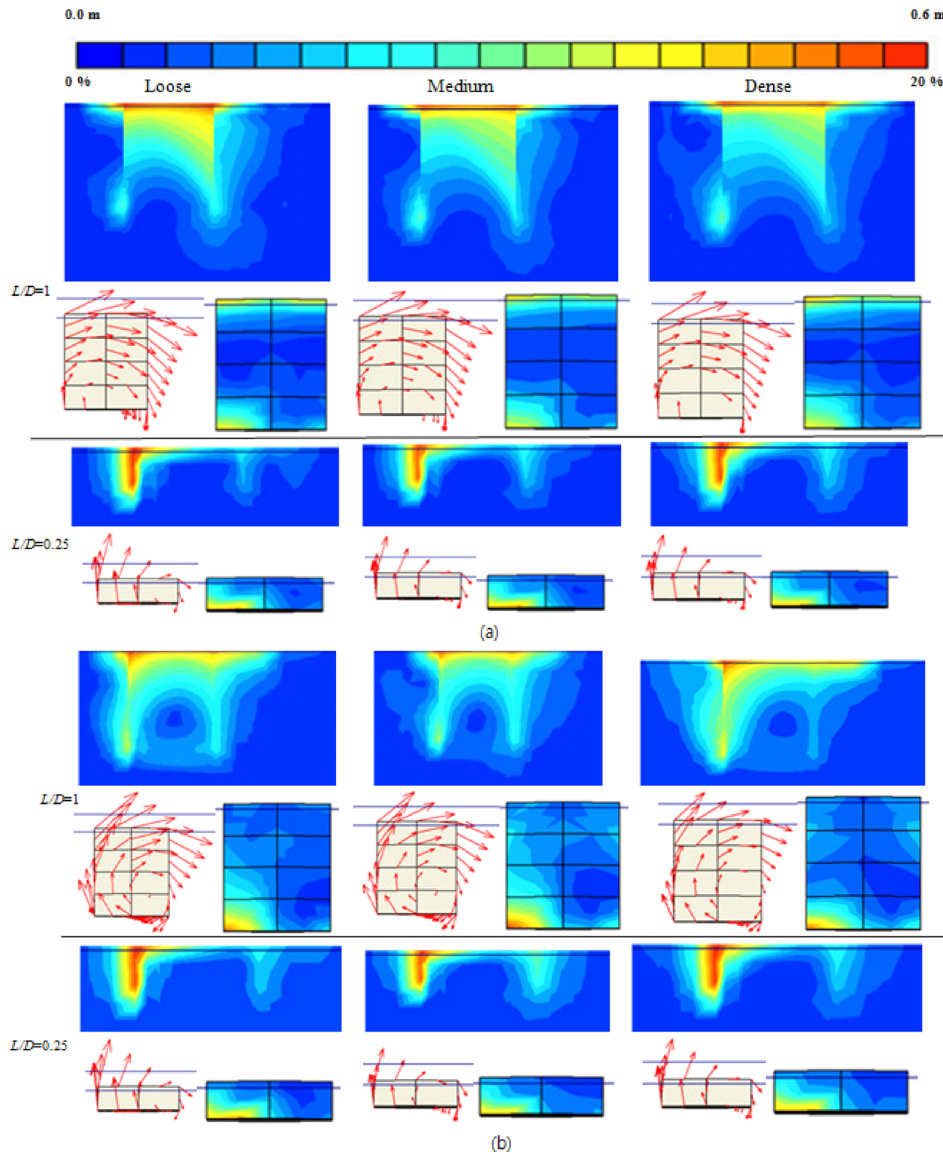 0.0 m 0.6 m
0 % 20 %
Loose Medium Dense
L/D=1
L/D=0.25
(a)
L/D=1
L/D=0.25
(b)